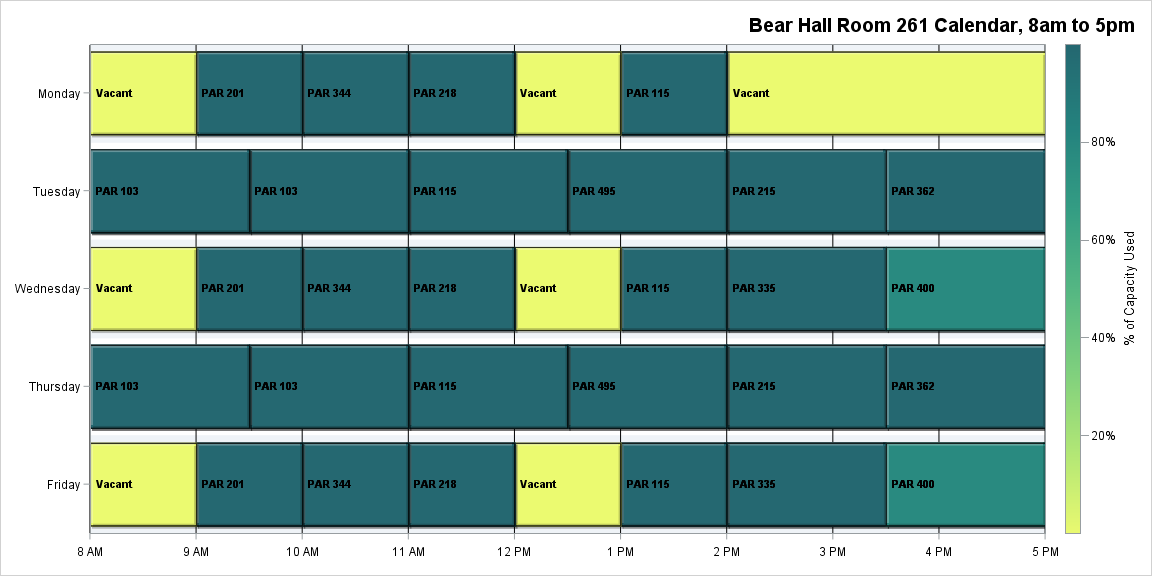 Bear Hall Room 261 Calendar, 8am to 5pm
Monday
Vacant
PAR 201
PAR 344
PAR 218
Vacant
PAR 115
Vacant
Tuesday
PAR 103
PAR 103
PAR 115
PAR 495
PAR 215
PAR 362
Wednesday
Vacant
PAR 201
PAR 344
PAR 218
Vacant
PAR 115
PAR 335
PAR 400
Thursday
PAR 103
PAR 103
PAR 115
PAR 495
PAR 215
PAR 362
Friday
Vacant
PAR 201
PAR 344
PAR 218
Vacant
PAR 115
PAR 335
PAR 400
8 AM
9 AM
10 AM
11 AM
12 PM
1 PM
2 PM
3 PM
4 PM
5 PM
80%
60%
40%
20%
% of Capacity Used